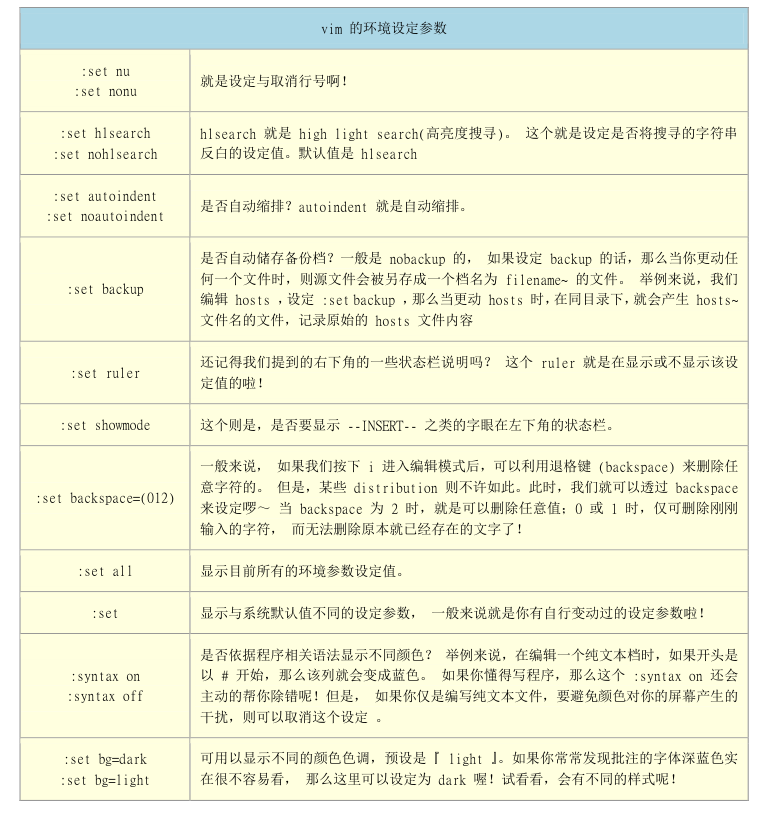 vim 的环境设定参数
:set nu
:set nonu
就是设定与取消行号啊！
:set hlsearch
:set nohlsearch
hlsearch 就是 high light search(高亮度搜寻)。 这个就是设定是否将搜寻的字符串
反白的设定值。默认值是 hlsearch
:set autoindent
:set noautoindent
是否自动缩排？autoindent 就是自动缩排。
:set backup
是否自动储存备份档？一般是 nobackup 的， 如果设定 backup 的话，那么当你更动任
何一个文件时，则源文件会被另存成一个档名为 filename~ 的文件。 举例来说，我们
编辑 hosts ，设定 :set backup ，那么当更动 hosts 时，在同目录下，就会产生 hosts~
文件名的文件，记录原始的 hosts 文件内容
:set ruler
还记得我们提到的右下角的一些状态栏说明吗？ 这个 ruler 就是在显示或不显示该设
定值的啦！
:set showmode
这个则是，是否要显示 --INSERT-- 之类的字眼在左下角的状态栏。
:set backspace=(012)
一般来说， 如果我们按下 i 进入编辑模式后，可以利用退格键 (backspace) 来删除任
意字符的。 但是，某些 distribution 则不许如此。此时，我们就可以透过 backspace
来设定啰～ 当 backspace 为 2 时，就是可以删除任意值；0 或 1 时，仅可删除刚刚
输入的字符， 而无法删除原本就已经存在的文字了！
:set all
显示目前所有的环境参数设定值。
:set
显示与系统默认值不同的设定参数， 一般来说就是你有自行变动过的设定参数啦！
:syntax on
:syntax off
是否依据程序相关语法显示不同颜色？ 举例来说，在编辑一个纯文本档时，如果开头是
以 # 开始，那么该列就会变成蓝色。 如果你懂得写程序，那么这个 :syntax on 还会
主动的帮你除错呢！但是， 如果你仅是编写纯文本文件，要避免颜色对你的屏幕产生的
干扰，则可以取消这个设定 。
:set bg=dark
:set bg=light
可用以显示不同的颜色色调，预设是『 light 』。如果你常常发现批注的字体深蓝色实
在很不容易看， 那么这里可以设定为 dark 喔！试看看，会有不同的样式呢！